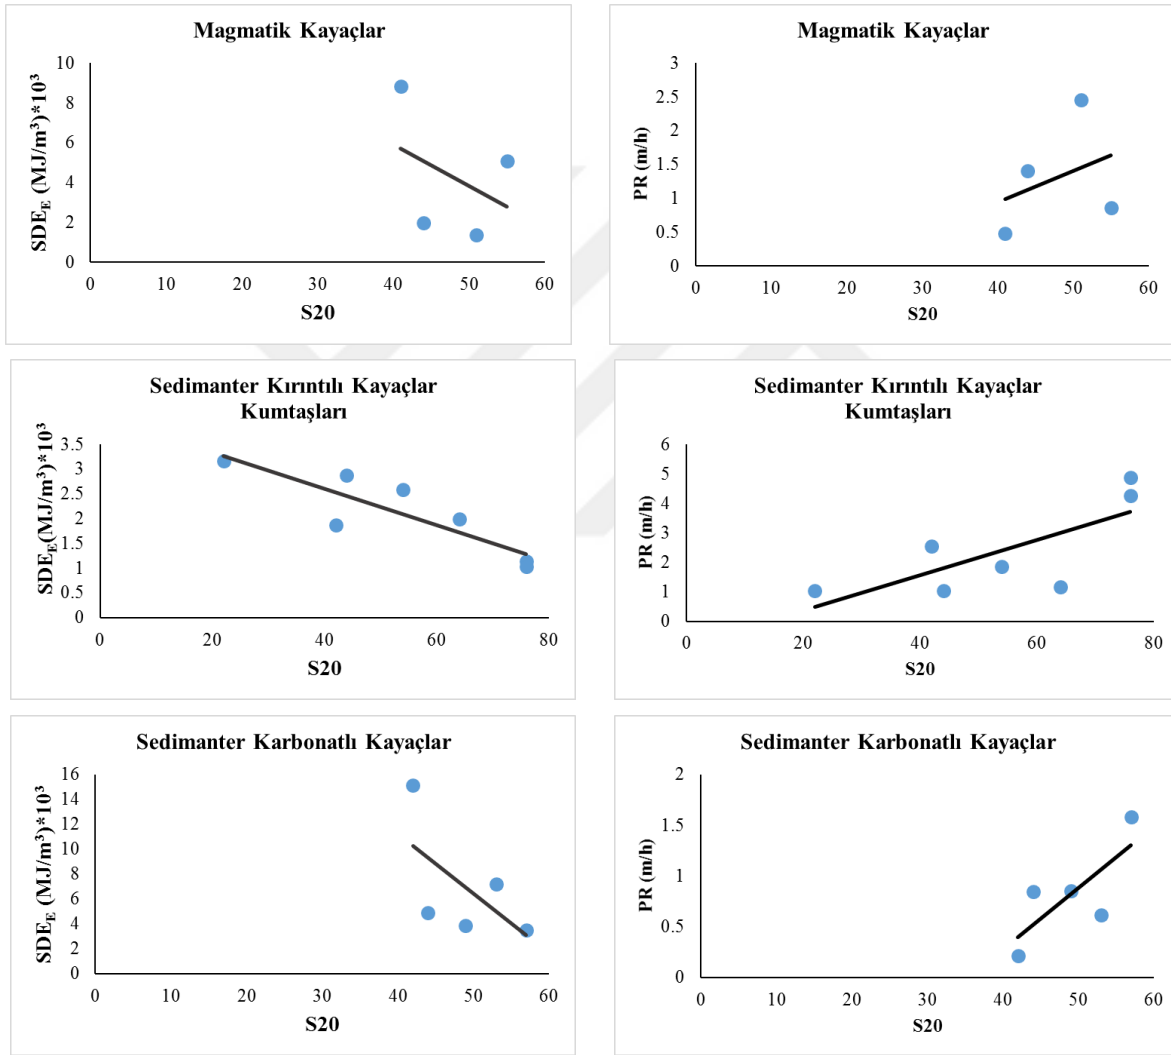 Magmatik Kayaçlar
SDE_E (MJ/m³)*10³
10
8
6
4
2
0
0 10 20 30 40 50 60
S20
Magmatik Kayaçlar
PR (m/h)
3
2.5
2
1.5
1
0.5
0
0 10 20 30 40 50 60
S20
Sedimanter Kırıntılı Kayaçlar
Kumtaşları
SDE_E(MJ/m³)*10³
3.5
3
2.5
2
1.5
1
0.5
0
0 20 40 60 80
S20
Sedimanter Kırıntılı Kayaçlar
Kumtaşları
PR (m/h)
6
5
4
3
2
1
0
0 20 40 60 80
S20
Sedimanter Karbonatlı Kayaçlar
SDE_E (MJ/m³)*10³
16
14
12
10
8
6
4
2
0
0 10 20 30 40 50 60
S20
Sedimanter Karbonatlı Kayaçlar
PR (m/h)
2
1.5
1
0.5
0
0 10 20 30 40 50 60
S20